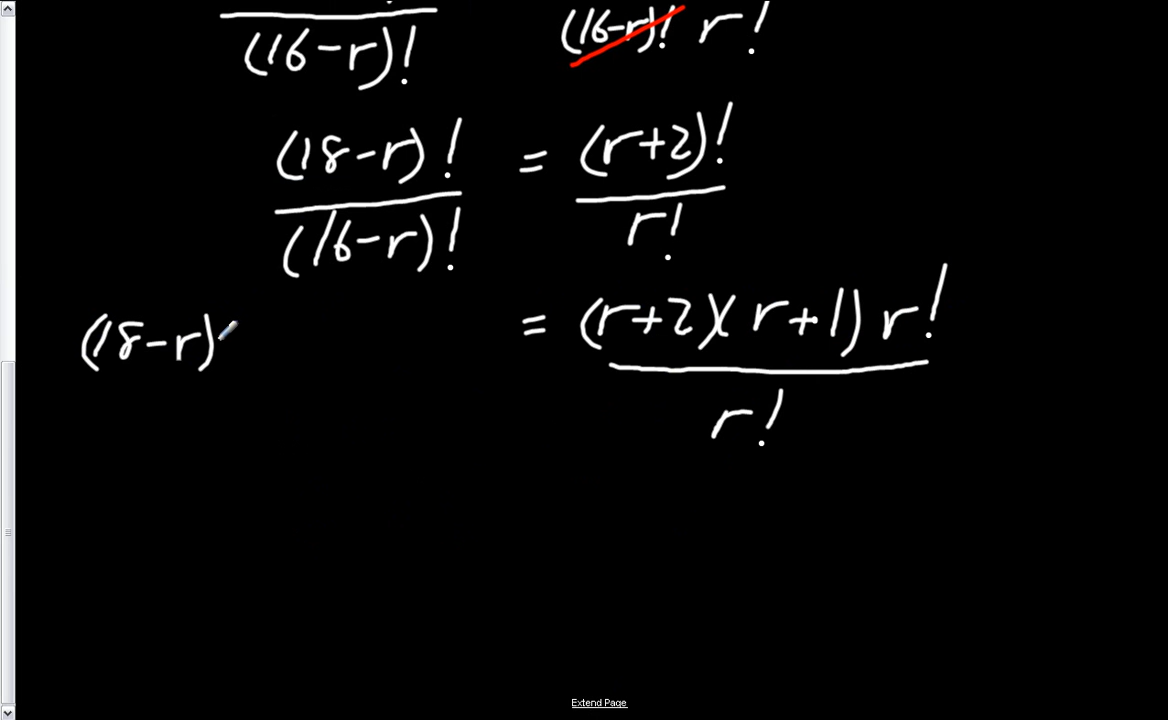 (16-r)! (16-r)! r!
(18-r)! = (r+2)!
(16-r)! r!
(18-r) = (r+2)(r+1) r!
r!
Extend Page